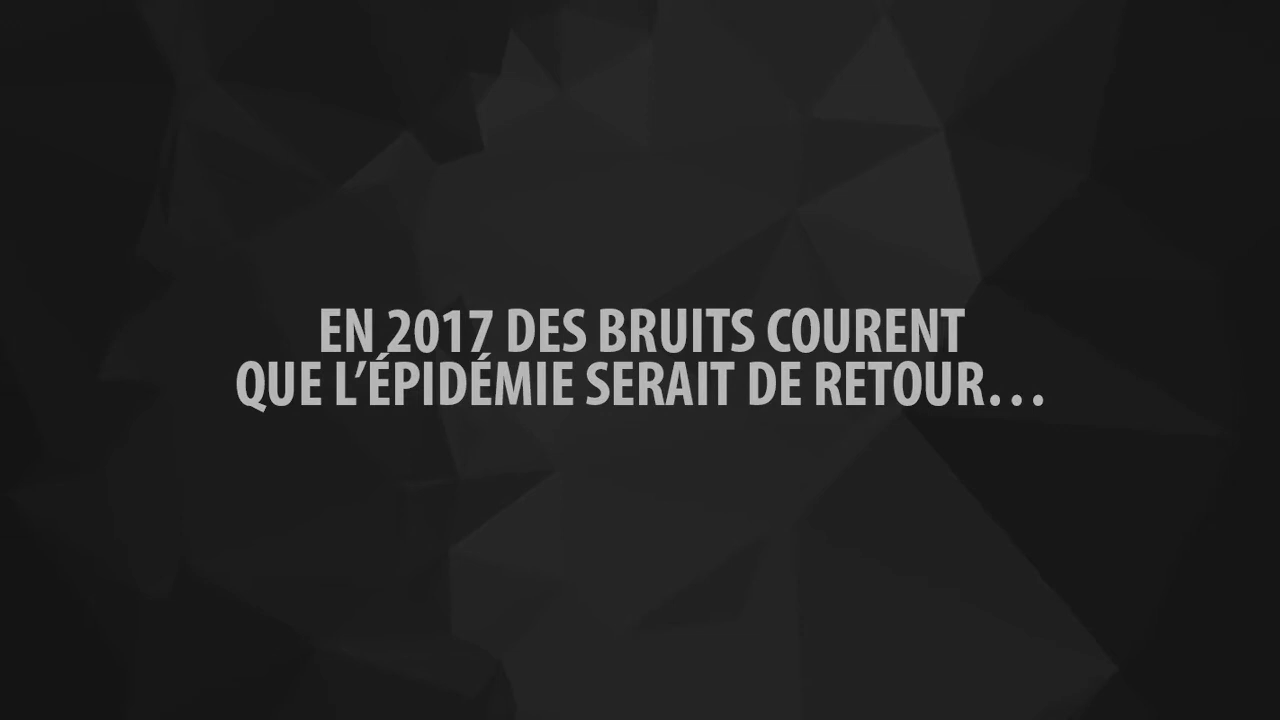 EN 2017 DES BRUITS COURENT
QUE L’ÉPIDÉMIE SERAIT DE RETOUR…